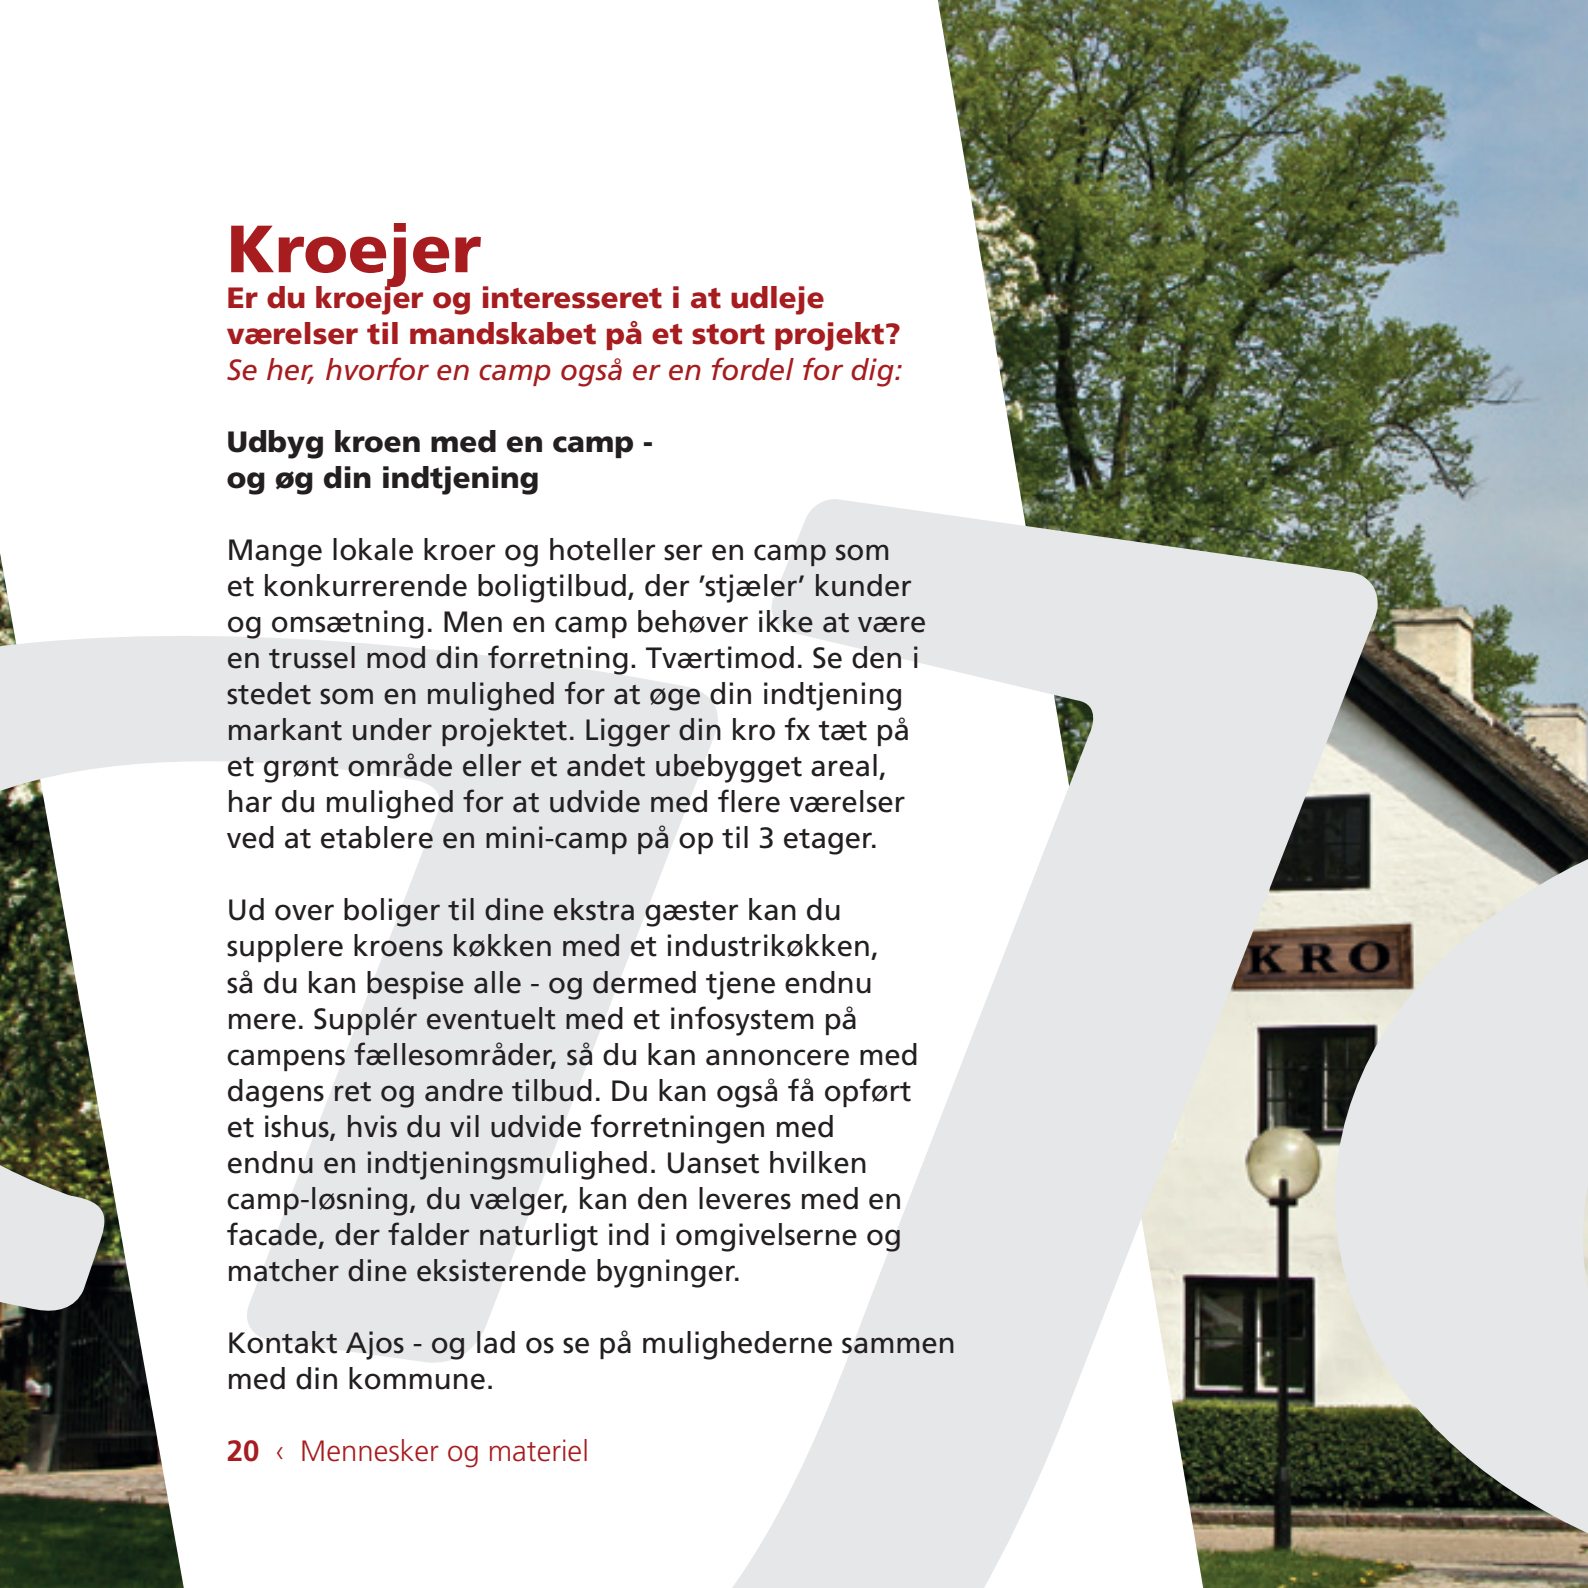 Kroejer
Er du kroejer og interesseret i at udleje
værelser til mandskabet på et stort projekt?
Se her, hvorfor en camp også er en fordel for dig:
Udbyg kroen med en camp -
og øg din indtjening
Mange lokale kroer og hoteller ser en camp som
et konkurrerende boligtilbud, der ’stjæler’ kunder
og omsætning. Men en camp behøver ikke at være
en trussel mod din forretning. Tværtimod. Se den i
stedet som en mulighed for at øge din indtjening
markant under projektet. Ligger din kro fx tæt på
et grønt område eller et andet ubebygget areal,
har du mulighed for at udvide med flere værelser
ved at etablere en mini-camp på op til 3 etager.
Ud over boliger til dine ekstra gæster kan du
supplere kroens køkken med et industrikøkken,
så du kan bespise alle - og dermed tjene endnu
mere. Supplér eventuelt med et infosystem på
campens fællesområder, så du kan annoncere med
dagens ret og andre tilbud. Du kan også få opført
et ishus, hvis du vil udvide forretningen med
endnu en indtjeningsmulighed. Uanset hvilken
camp-løsning, du vælger, kan den leveres med en
facade, der falder naturligt ind i omgivelserne og
matcher dine eksisterende bygninger.
Kontakt Ajos - og lad os se på mulighederne sammen
med din kommune.
20 ‹ Mennesker og materiel
KRO